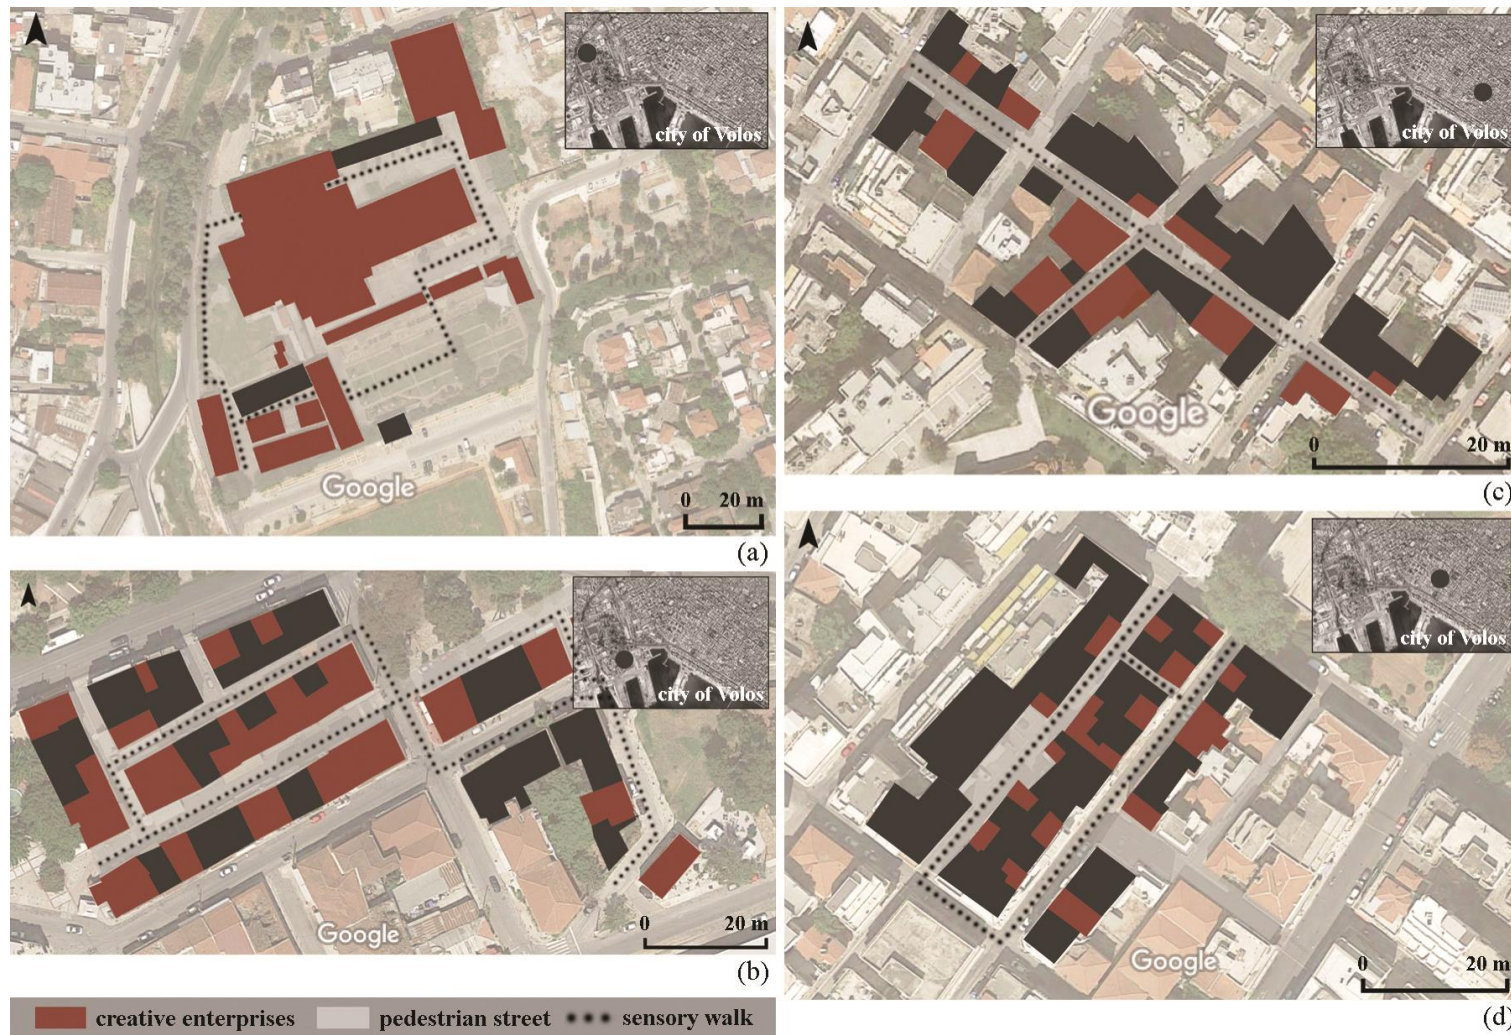 city of Volos
Google
0 20 m
(a)
city of Volos
Google
0 20 m
(c)
city of Volos
Google
0 20 m
(b)
city of Volos
Google
0 20 m
(d)
creative enterprises pedestrian street sensory walk